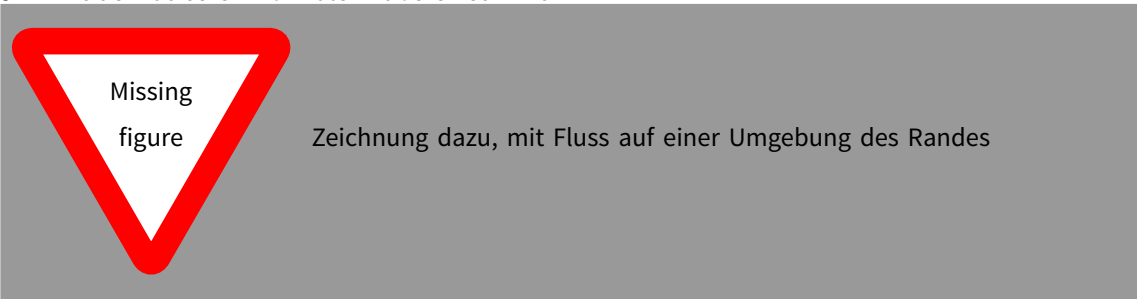 Missing
figure
Zeichnung dazu, mit Fluss auf einer Umgebung des Randes